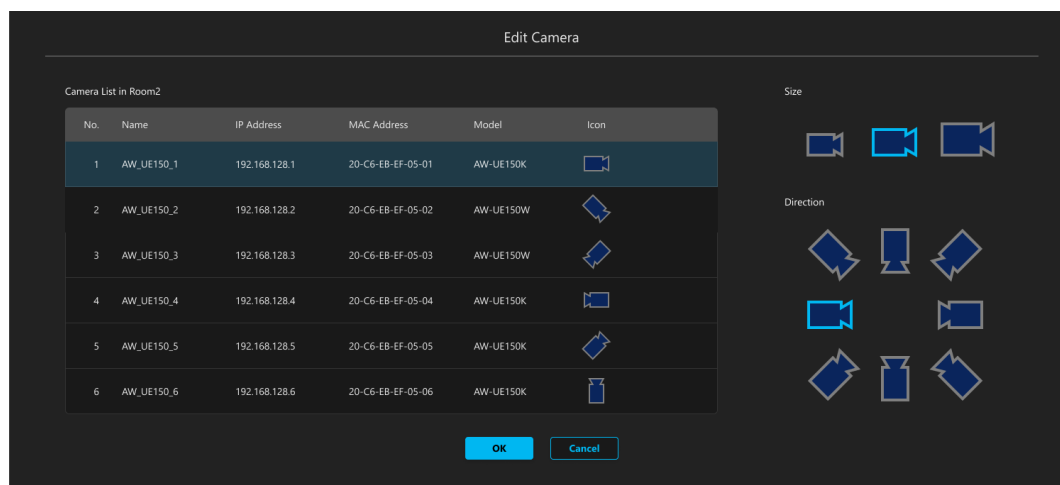 Edit Camera
Camera List in Room2
Size
No. Name IP Address MAC Address Model Icon
1 AW_UE150_1 192.168.128.1 20-C6-EB-EF-05-01 AW-UE150K
2 AW_UE150_2 192.168.128.2 20-C6-EB-EF-05-02 AW-UE150W
Direction
3 AW_UE150_3 192.168.128.3 20-C6-EB-EF-05-03 AW-UE150W
4 AW_UE150_4 192.168.128.4 20-C6-EB-EF-05-04 AW-UE150K
5 AW_UE150_5 192.168.128.5 20-C6-EB-EF-05-05 AW-UE150K
6 AW_UE150_6 192.168.128.6 20-C6-EB-EF-05-06 AW-UE150K
OK Cancel